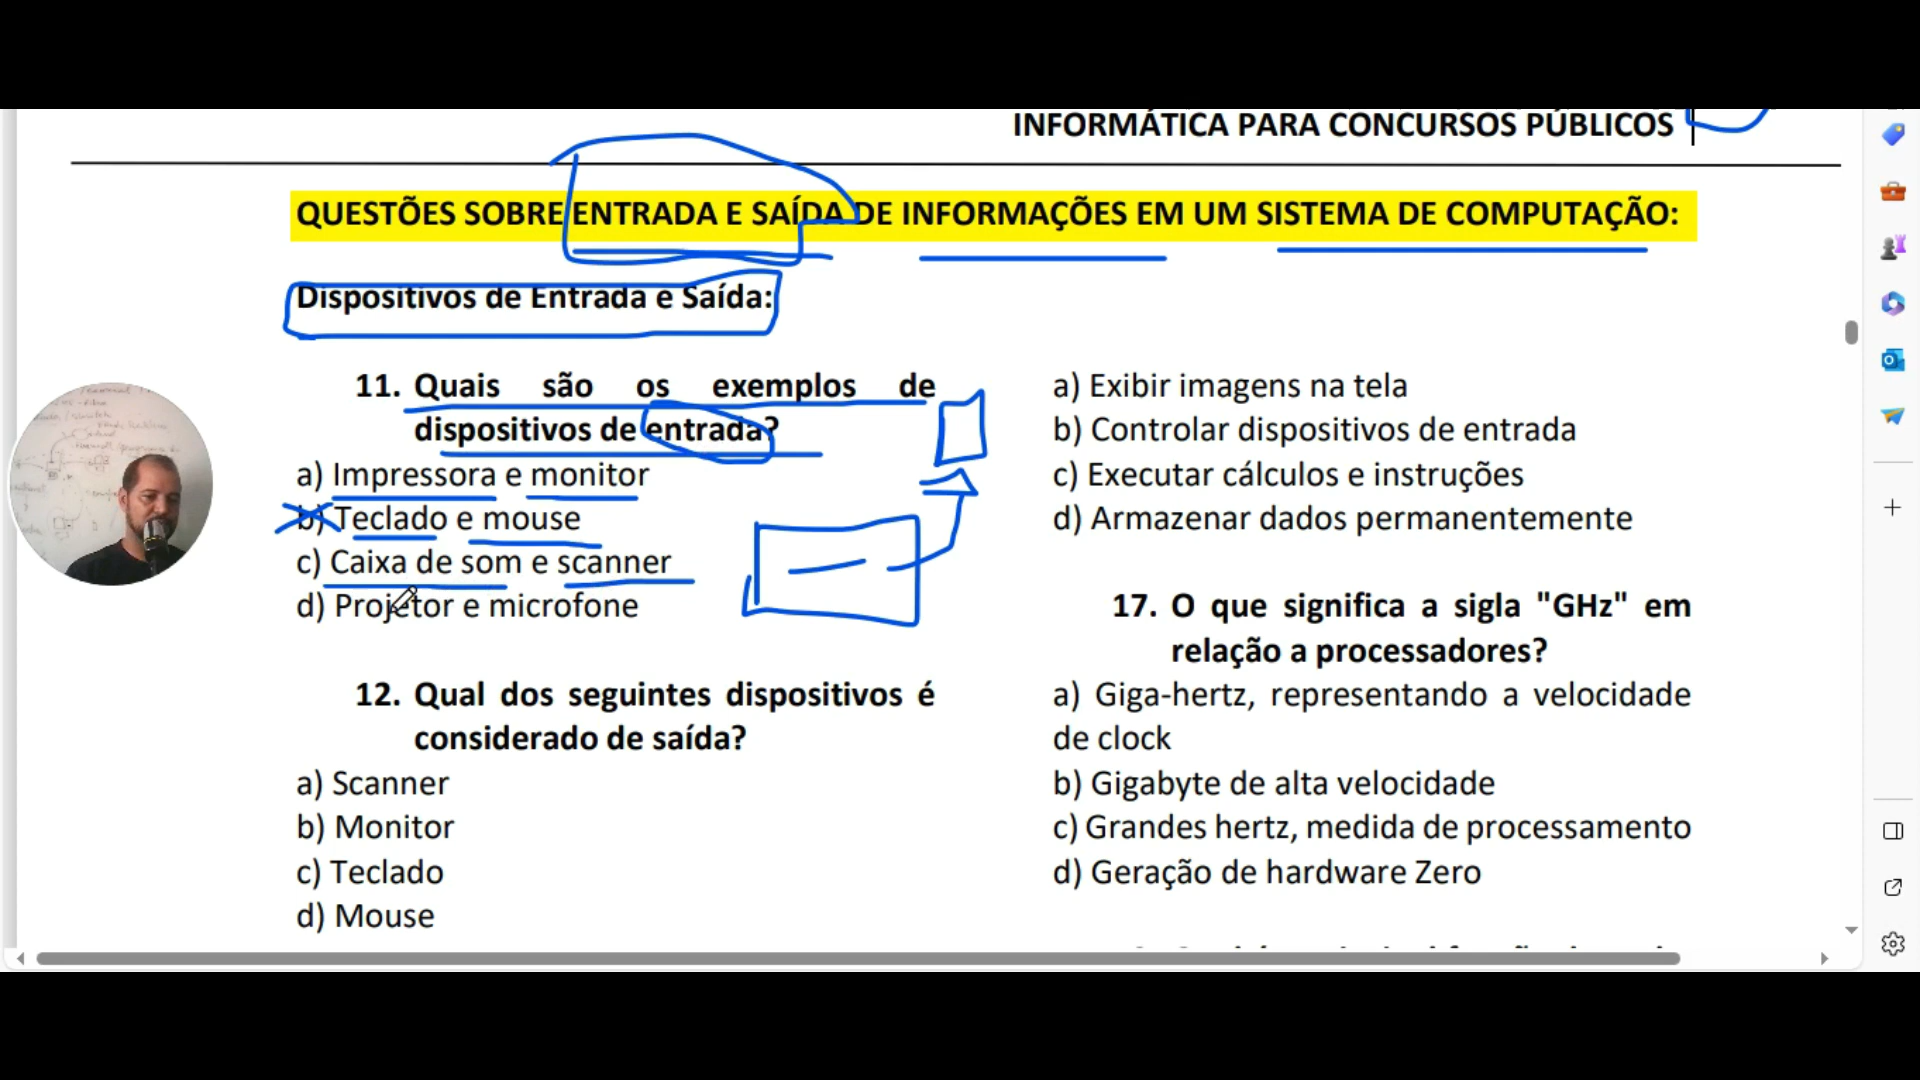 INFORMÁTICA PARA CONCURSOS PÚBLICOS
QUESTÕES SOBRE ENTRADA E SAÍDA DE INFORMAÇÕES EM UM SISTEMA DE COMPUTAÇÃO:
Dispositivos de Entrada e Saída:
11. Quais são os exemplos de
dispositivos de entrada?
a) Impressora e monitor
b) Teclado e mouse
c) Caixa de som e scanner
d) Projetor e microfone
12. Qual dos seguintes dispositivos é
considerado de saída?
a) Scanner
b) Monitor
c) Teclado
d) Mouse
a) Exibir imagens na tela
b) Controlar dispositivos de entrada
c) Executar cálculos e instruções
d) Armazenar dados permanentemente
17. O que significa a sigla "GHz" em
relação a processadores?
a) Giga-hertz, representando a velocidade
de clock
b) Gigabyte de alta velocidade
c) Grandes hertz, medida de processamento
d) Geração de hardware Zero